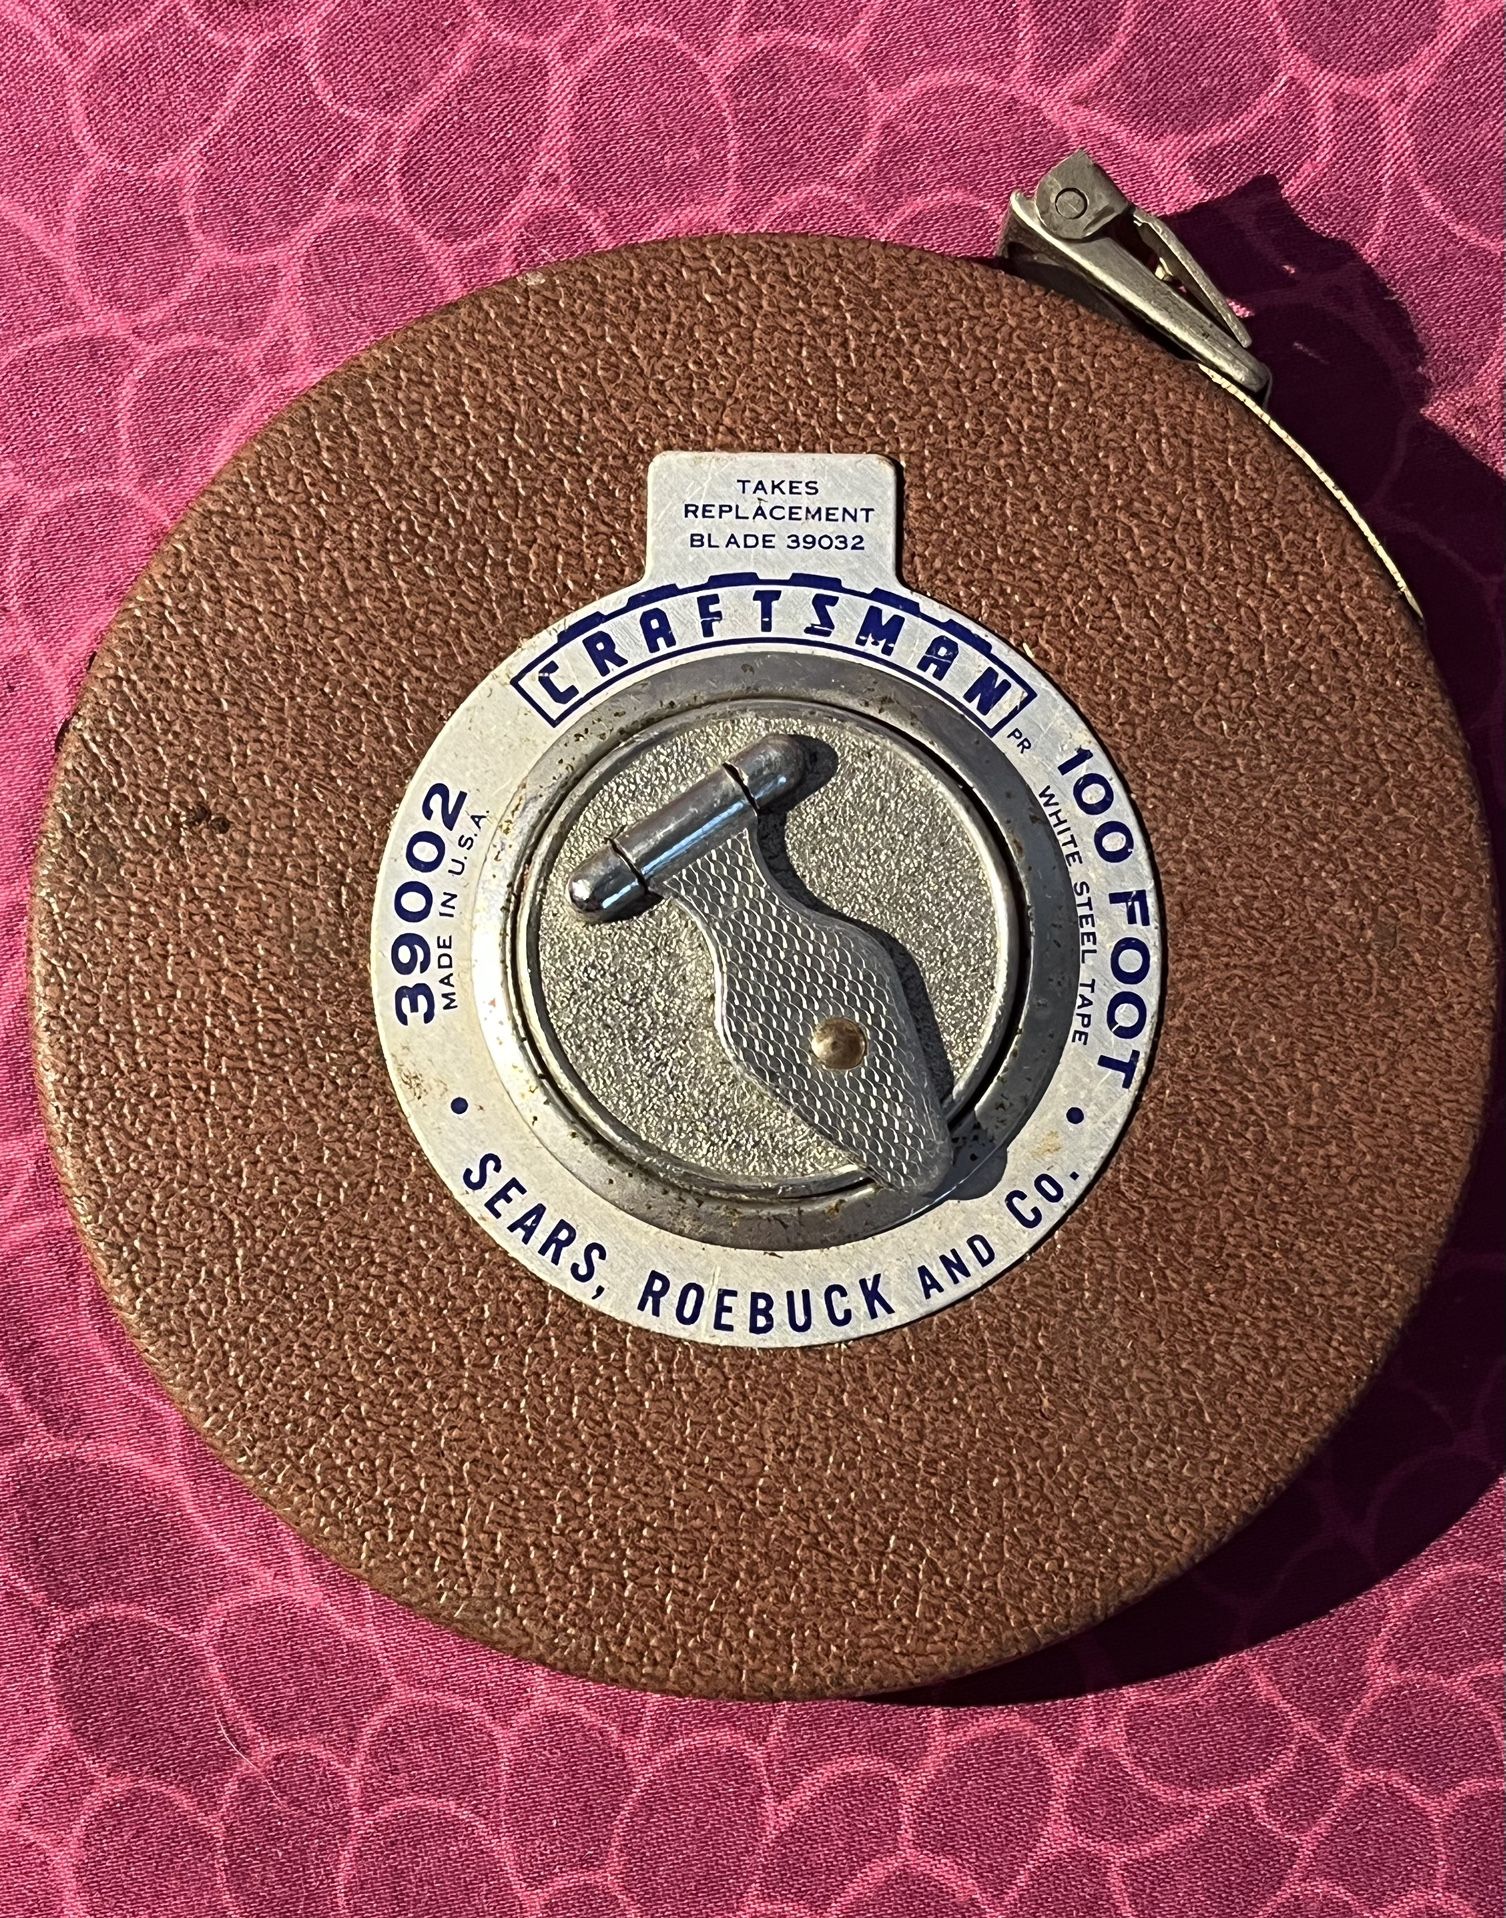 TAKES
REPLACEMENT
BLADE 39032
CRAFTSMAN
PR
100 FOOT
WHITE STEEL TAPE
39002
MADE IN U.S.A.
• SEARS, ROEBUCK AND CO. •